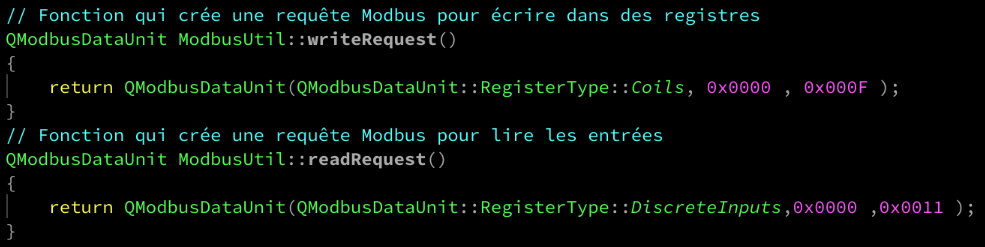 // Fonction qui crée une requête Modbus pour écrire dans des registres
QModbusDataUnit ModbusUtil::writeRequest()
{
    return QModbusDataUnit(QModbusDataUnit::RegisterType::Coils, 0x0000 , 0x000F );
}
// Fonction qui crée une requête Modbus pour lire les entrées
QModbusDataUnit ModbusUtil::readRequest()
{
    return QModbusDataUnit(QModbusDataUnit::RegisterType::DiscreteInputs,0x0000 ,0x0011 );
}